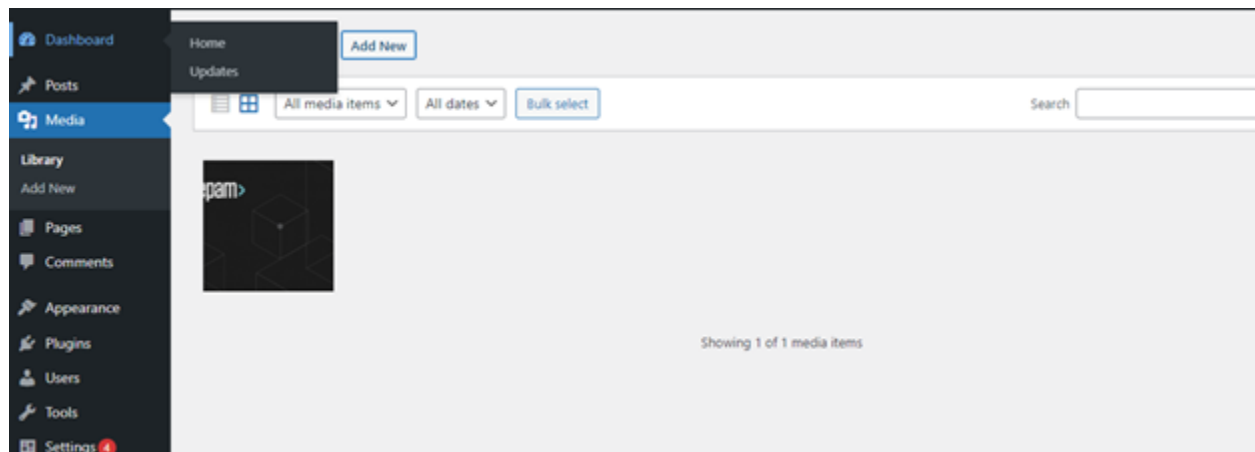 Dashboard
Home
Updates
Add New
Posts
Media
Library
Add New
Pages
Comments
Appearance
Plugins
Users
Tools
Settings 4
All media items
All dates
Bulk select
Search
epam>
Showing 1 of 1 media items